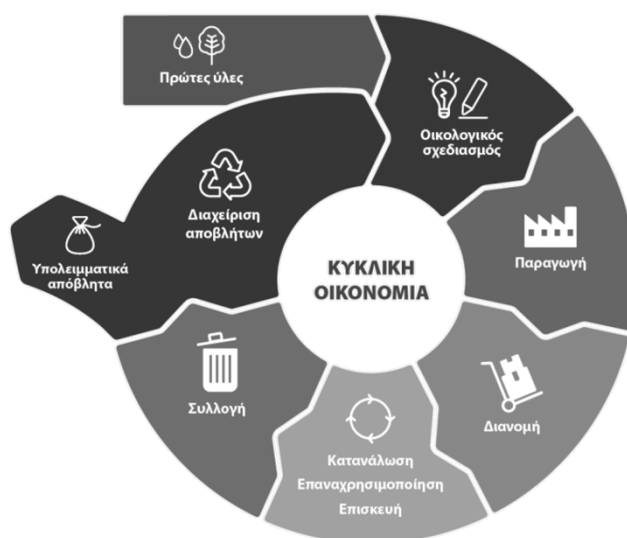 Πρώτες ύλες
Οικολογικός
σχεδιασμός
Παραγωγή
Διανομή
Κατανάλωση
Επαναχρησιμοποίηση
Επισκευή
Συλλογή
Διαχείριση
αποβλήτων
Υπολειμματικά
απόβλητα
ΚΥΚΛΙΚΗ
ΟΙΚΟΝΟΜΙΑ